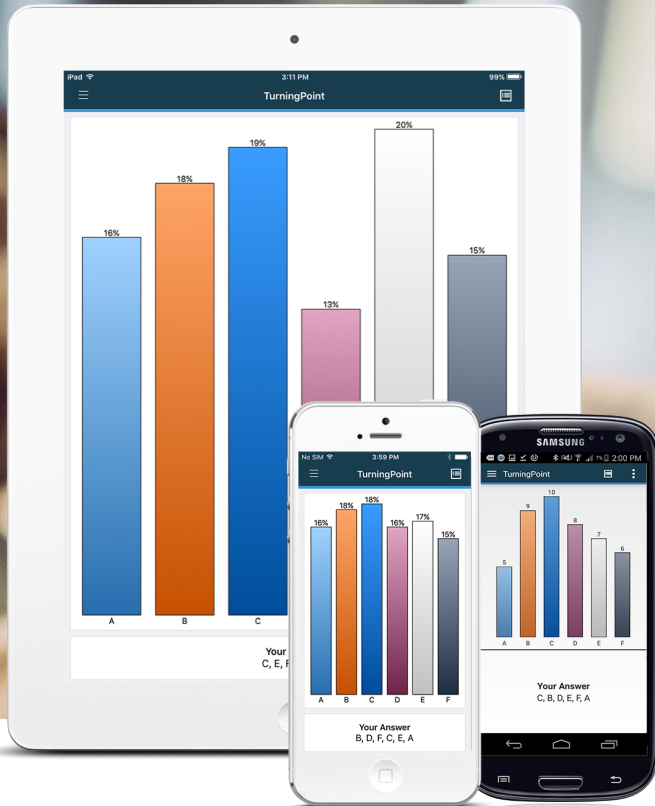 iPad 3:11 PM 99%
TurningPoint
16%
18%
19%
13%
20%
15%
A B C
Your
C, E,
No SIM 3:59 PM
TurningPoint
16%
18%
18%
16%
17%
15%
A B C D E F
Your Answer
B, D, F, C, E, A
SAMSUNG
7% 2:00 PM
TurningPoint
5
9
10
8
7
6
A B C D E F
Your Answer
C, B, D, E, F, A